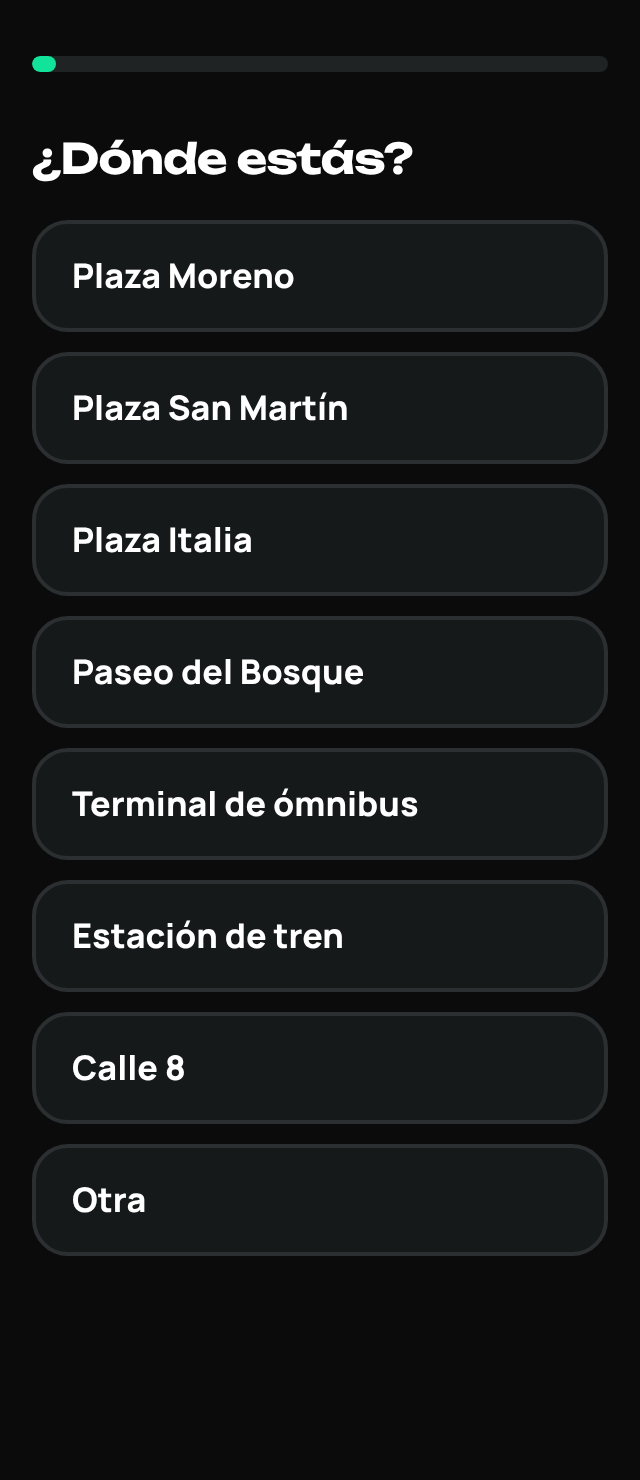 ¿Dónde estás?
Plaza Moreno
Plaza San Martín
Plaza Italia
Paseo del Bosque
Terminal de ómnibus
Estación de tren
Calle 8
Otra